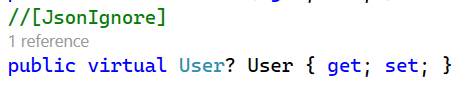 //[JsonIgnore]
1 reference
public virtual User? User { get; set; }